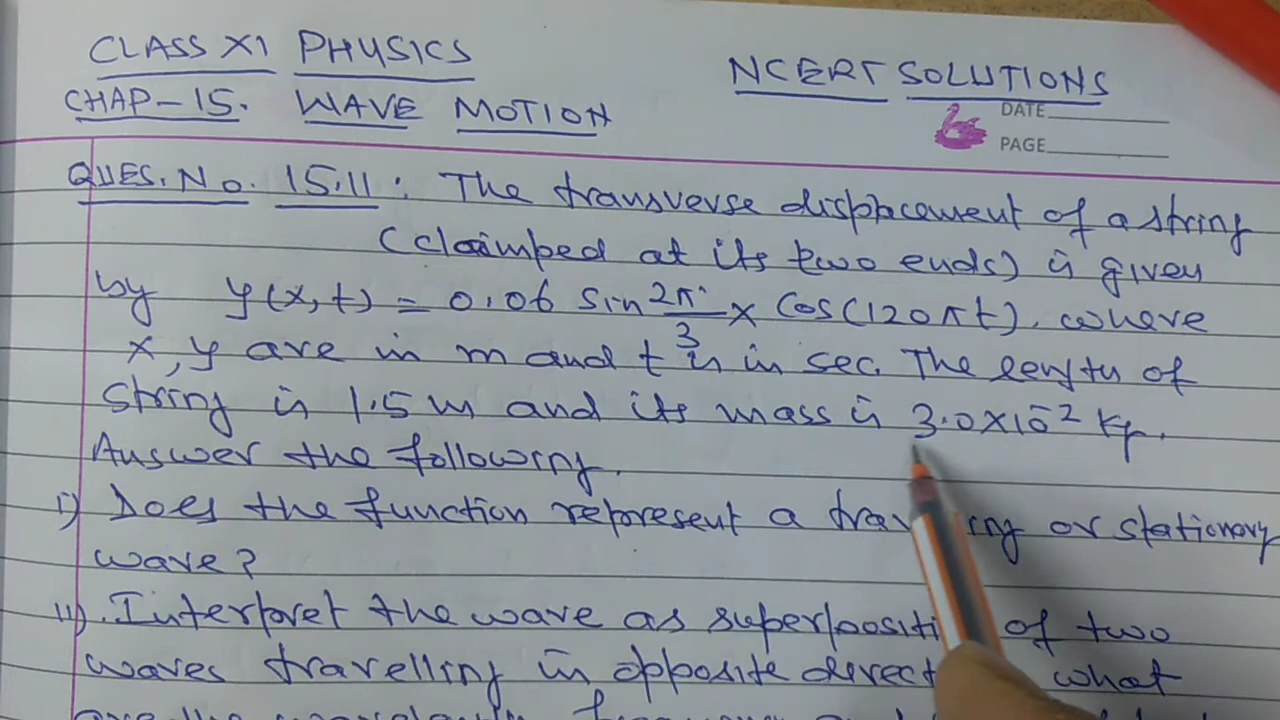 CLASS XI PHYSICS
NCERT SOLUTIONS
CHAP-15. WAVE MOTION
DATE
PAGE
QUES. No. 15.11: The transverse displacement of a string
(claimped at its two ends) is given
by y(x,t) = 0.06 sin 2π/3 x Cos(120πt). where
x, y are in m and t is in sec. The length of
string is 1.5 m and its mass is 3.0×10⁻² kg.
Answer the following.
i) Does the function represent a tra ing or stationary
wave?
ii). Interpret the wave as superpositi of two
waves travelling in opposite direct what